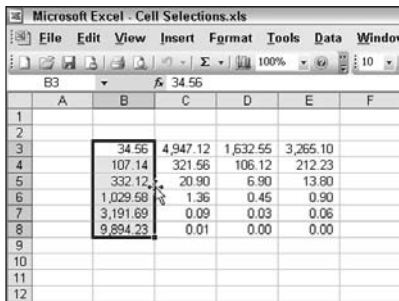 Microsoft Excel - Cell Selections.xls
File Edit View Insert Format Tools Data Windo
Σ 100% 10
B3 fx 34.56
A B C D E F
1
2
3 34.56 4,947.12 1,632.55 3,265.10
4 107.14 321.56 106.12 212.23
5 332.12 20.90 6.90 13.80
6 1,029.58 1.36 0.45 0.90
7 3,191.69 0.09 0.03 0.06
8 9,894.23 0.01 0.00 0.00
9
10
11
12